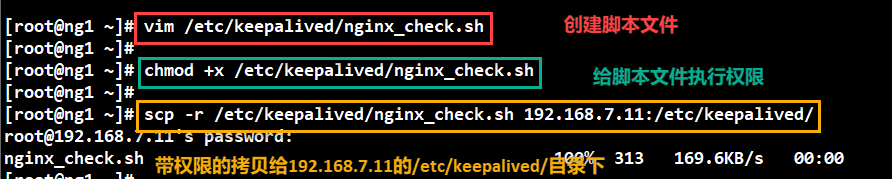 [root@ng1 ~]# vim /etc/keepalived/nginx_check.sh 创建脚本文件
[root@ng1 ~]#
[root@ng1 ~]# chmod +x /etc/keepalived/nginx_check.sh 给脚本文件执行权限
[root@ng1 ~]#
[root@ng1 ~]# scp -r /etc/keepalived/nginx_check.sh 192.168.7.11:/etc/keepalived/
root@192.168.7.11's password:
nginx_check.sh 100% 313 169.6KB/s 00:00
带权限的拷贝给192.168.7.11的/etc/keepalived/目录下
[root@ng1 ~]#